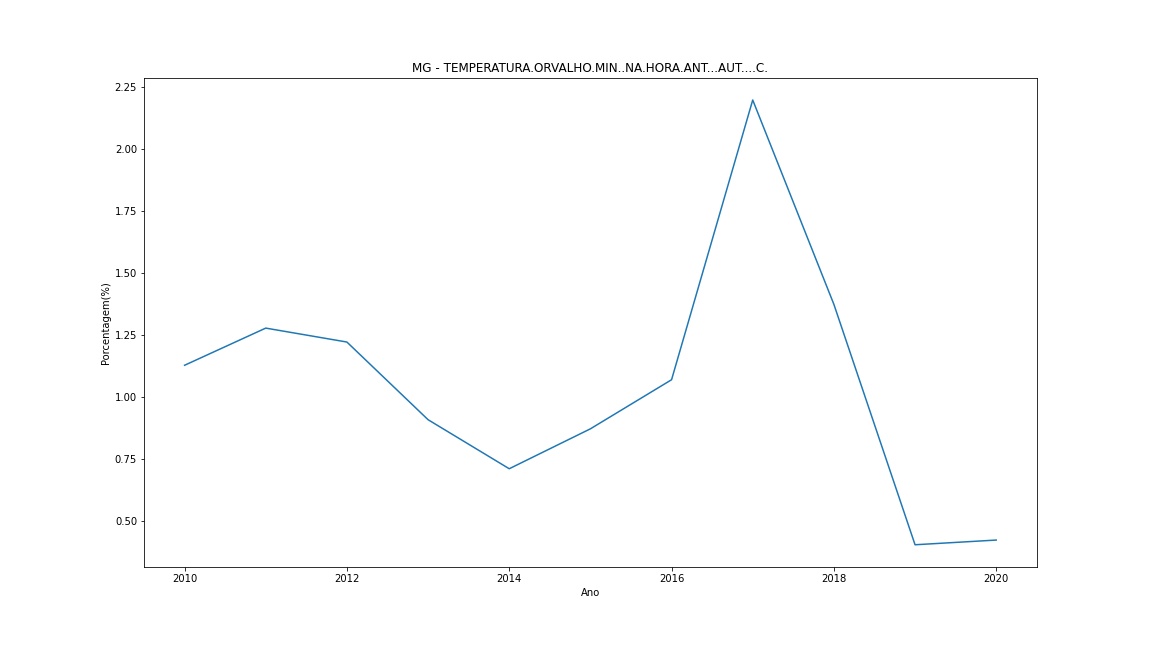 MG - TEMPERATURA.ORVALHO.MIN..NA.HORA.ANT...AUT....C.
2.25
2.00
1.75
1.50
1.25
1.00
0.75
0.50
Porcentagem(%)
2010 2012 2014 2016 2018 2020
Ano